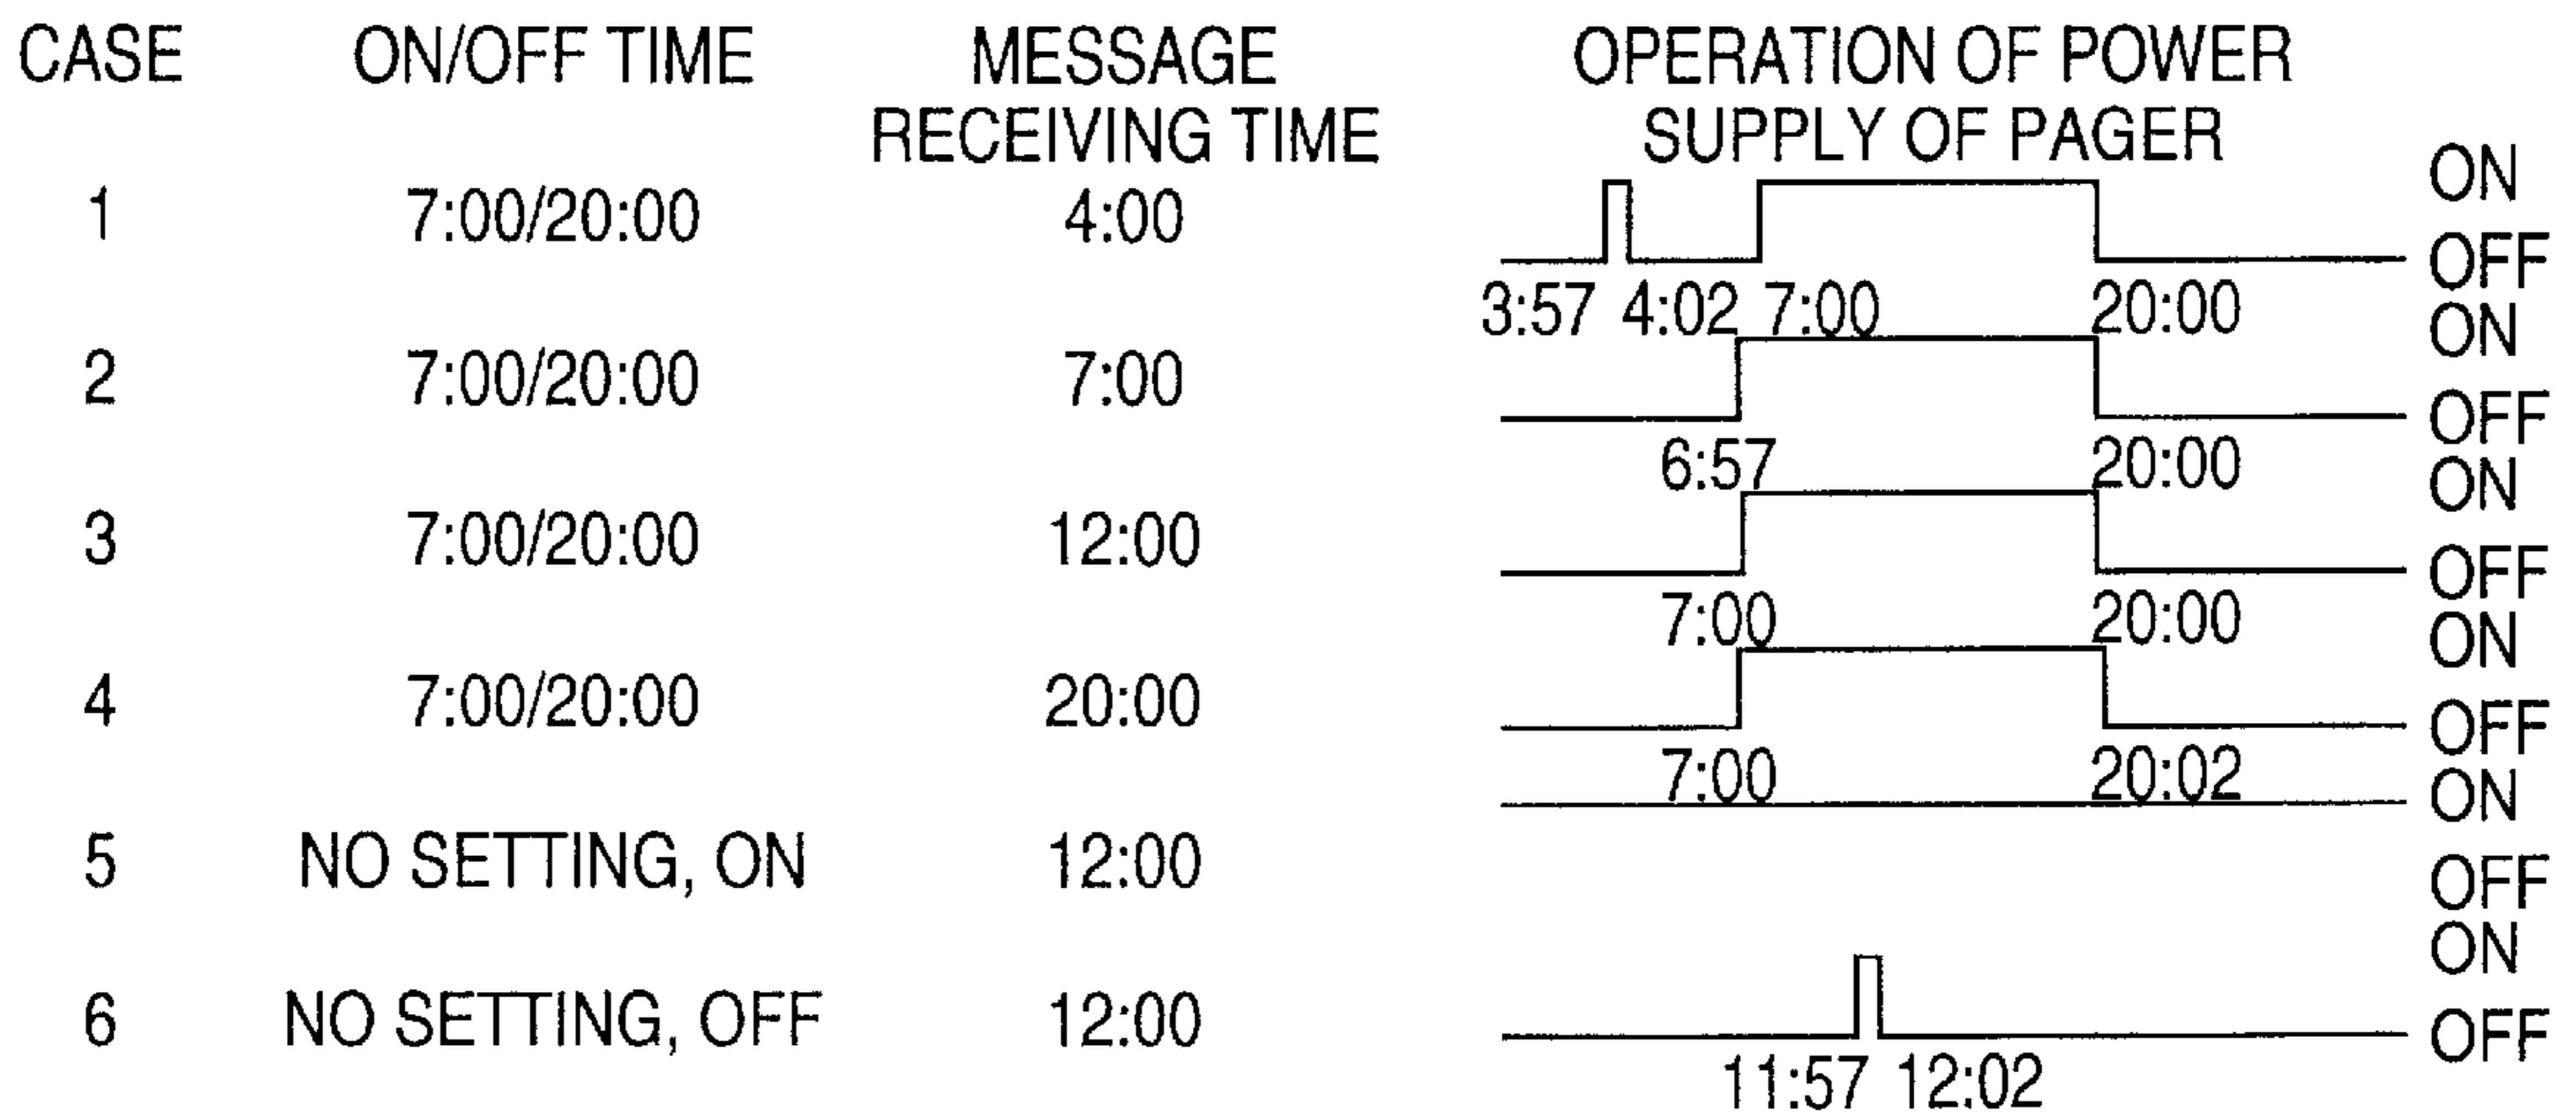 CASE ON/OFF TIME MESSAGE RECEIVING TIME OPERATION OF POWER SUPPLY OF PAGER
1 7:00/20:00 4:00 ON
OFF
3:57 4:02 7:00 20:00
2 7:00/20:00 7:00 ON
OFF
6:57 20:00
3 7:00/20:00 12:00 ON
OFF
7:00 20:00
4 7:00/20:00 20:00 ON
OFF
7:00 20:02
5 NO SETTING, ON 12:00 ON
OFF
6 NO SETTING, OFF 12:00 ON
OFF
11:57 12:02